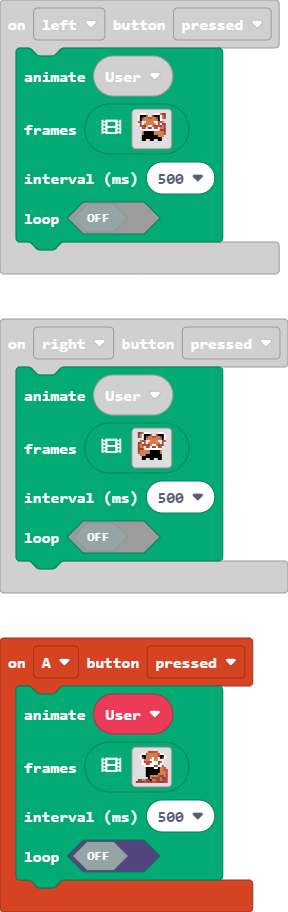 on left button pressed
animate User
frames
interval (ms) 500
loop OFF
on right button pressed
animate User
frames
interval (ms) 500
loop OFF
on A button pressed
animate User
frames
interval (ms) 500
loop OFF